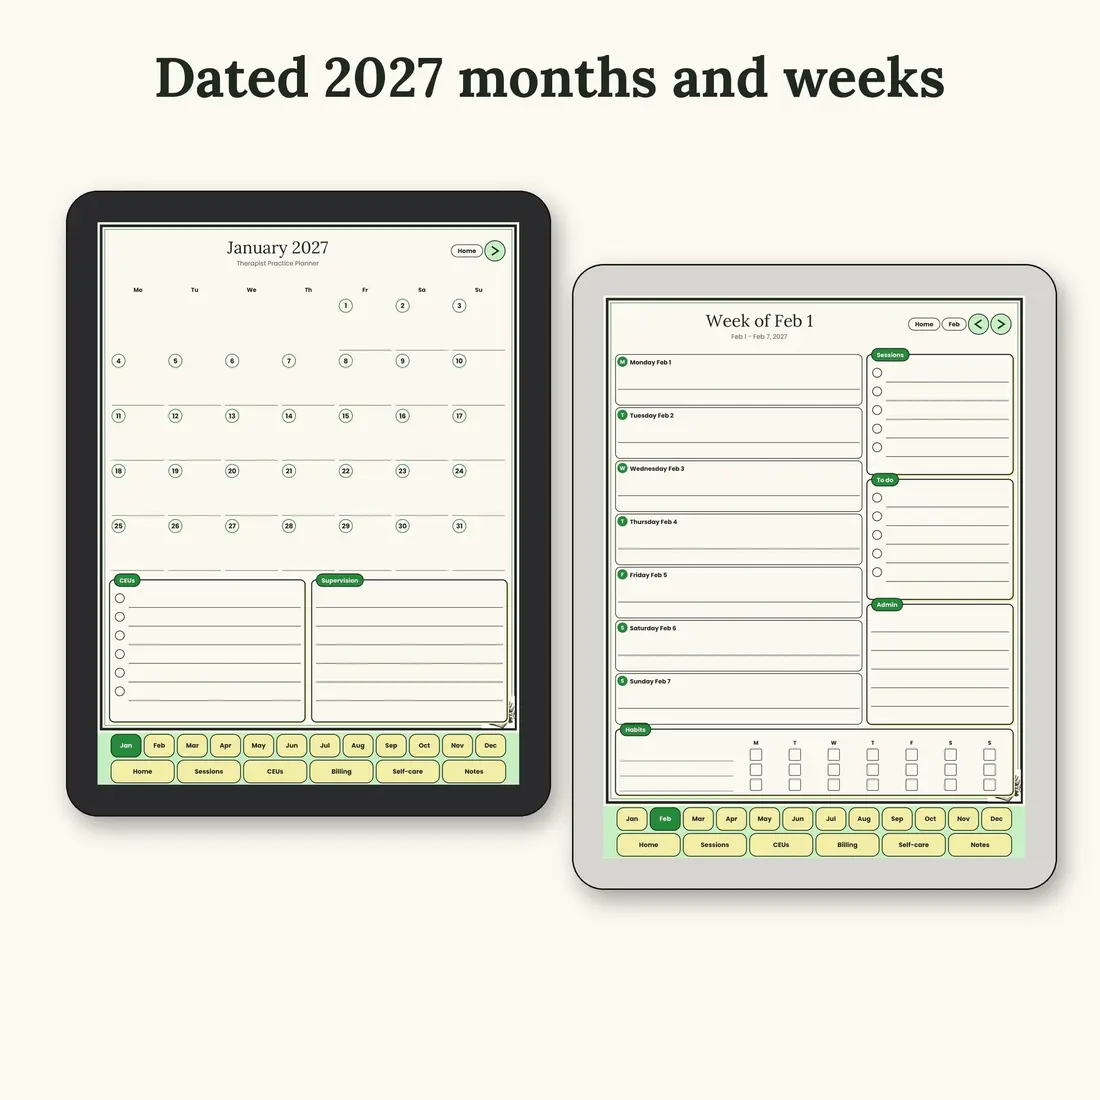 Dated 2027 months and weeks
January 2027
Therapist Practice Planner
Home >
Mo Tu We Th Fr Sa Su
1 2 3
4 5 6 7 8 9 10
11 12 13 14 15 16 17
18 19 20 21 22 23 24
25 26 27 28 29 30 31
CEUs Supervision
Jan Feb Mar Apr May Jun Jul Aug Sep Oct Nov Dec
Home Sessions CEUs Billing Self-care Notes
Week of Feb 1
Feb 1 - Feb 7, 2027
Home Feb < >
M Monday Feb 1
T Tuesday Feb 2
W Wednesday Feb 3
T Thursday Feb 4
F Friday Feb 5
S Saturday Feb 6
S Sunday Feb 7
Sessions
To do
Admin
Habits
M T W T F S S
Jan Feb Mar Apr May Jun Jul Aug Sep Oct Nov Dec
Home Sessions CEUs Billing Self-care Notes